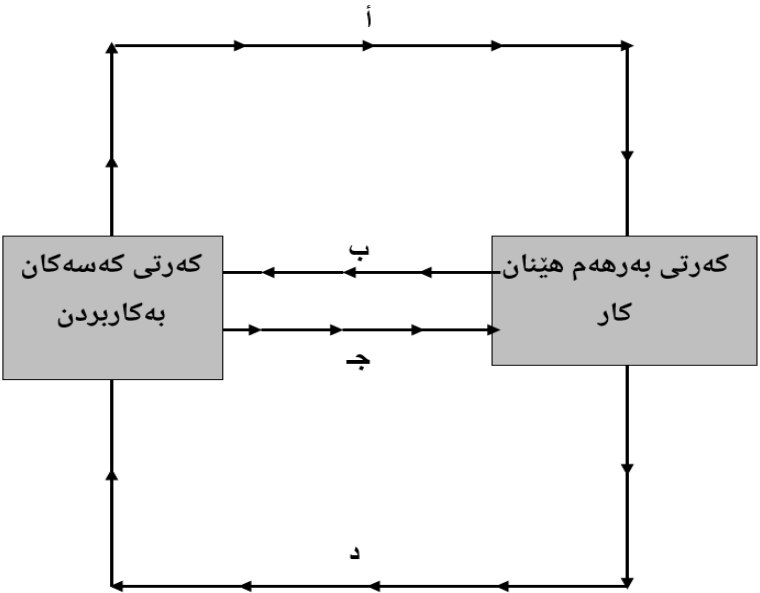 أ
کەرتی بەرهەم هێنان
کار
ب
کەرتی کەسەکان
بەکاربردن
جـ
د